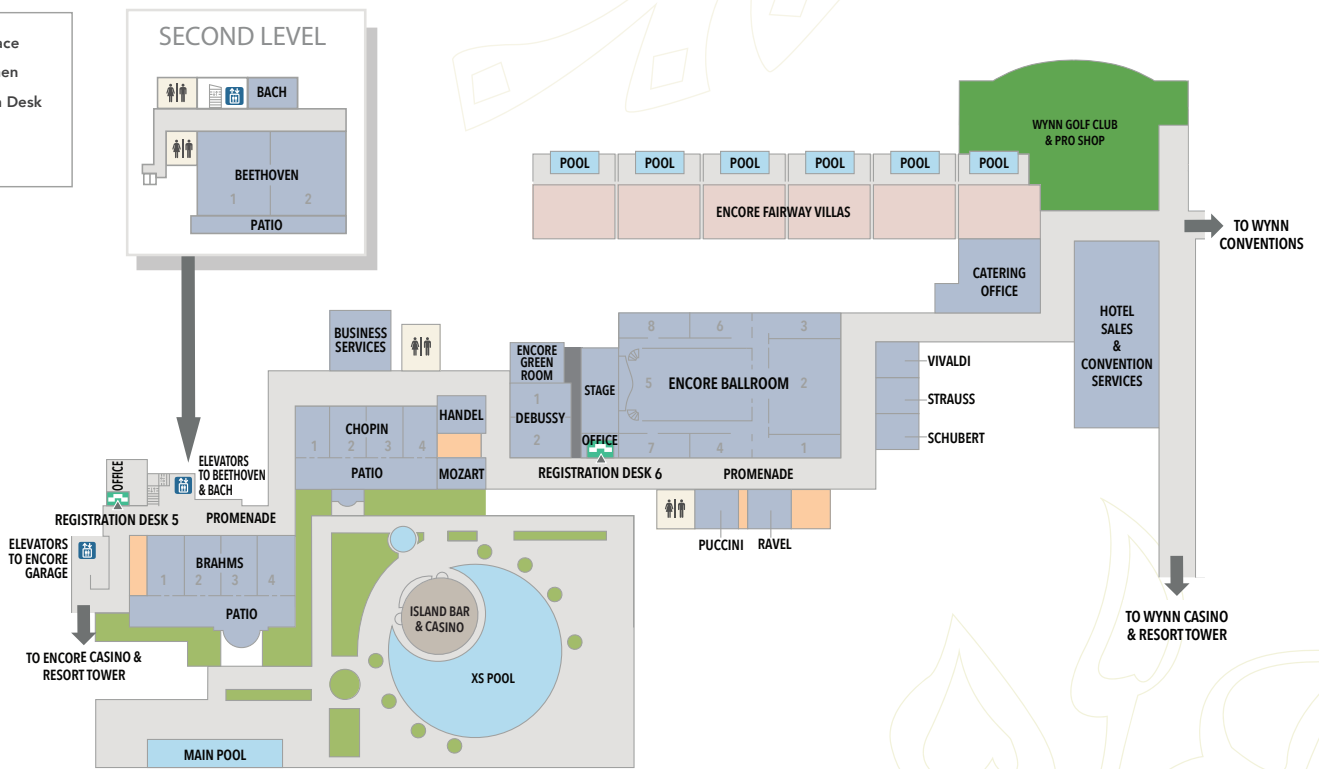 nce
nen
n Desk
SECOND LEVEL
BACH
BEETHOVEN
1
2
PATIO
WYNN GOLF CLUB
& PRO SHOP
POOL
POOL
POOL
POOL
POOL
POOL
ENCORE FAIRWAY VILLAS
TO WYNN
CONVENTIONS
CATERING
OFFICE
HOTEL
SALES
&
CONVENTION
SERVICES
BUSINESS
SERVICES
ENCORE
GREEN
ROOM
1
DEBUSSY
2
STAGE
OFFICE
8
6
3
5
ENCORE BALLROOM
2
7
4
1
VIVALDI
STRAUSS
SCHUBERT
HANDEL
CHOPIN
1
2
3
4
PATIO
MOZART
REGISTRATION DESK 6
PROMENADE
PUCCINI
RAVEL
OFFICE
ELEVATORS
TO BEETHOVEN
& BACH
REGISTRATION DESK 5
PROMENADE
ELEVATORS
TO ENCORE
GARAGE
BRAHMS
1
2
3
4
PATIO
TO ENCORE CASINO &
RESORT TOWER
ISLAND BAR
& CASINO
XS POOL
MAIN POOL
TO WYNN CASINO
& RESORT TOWER